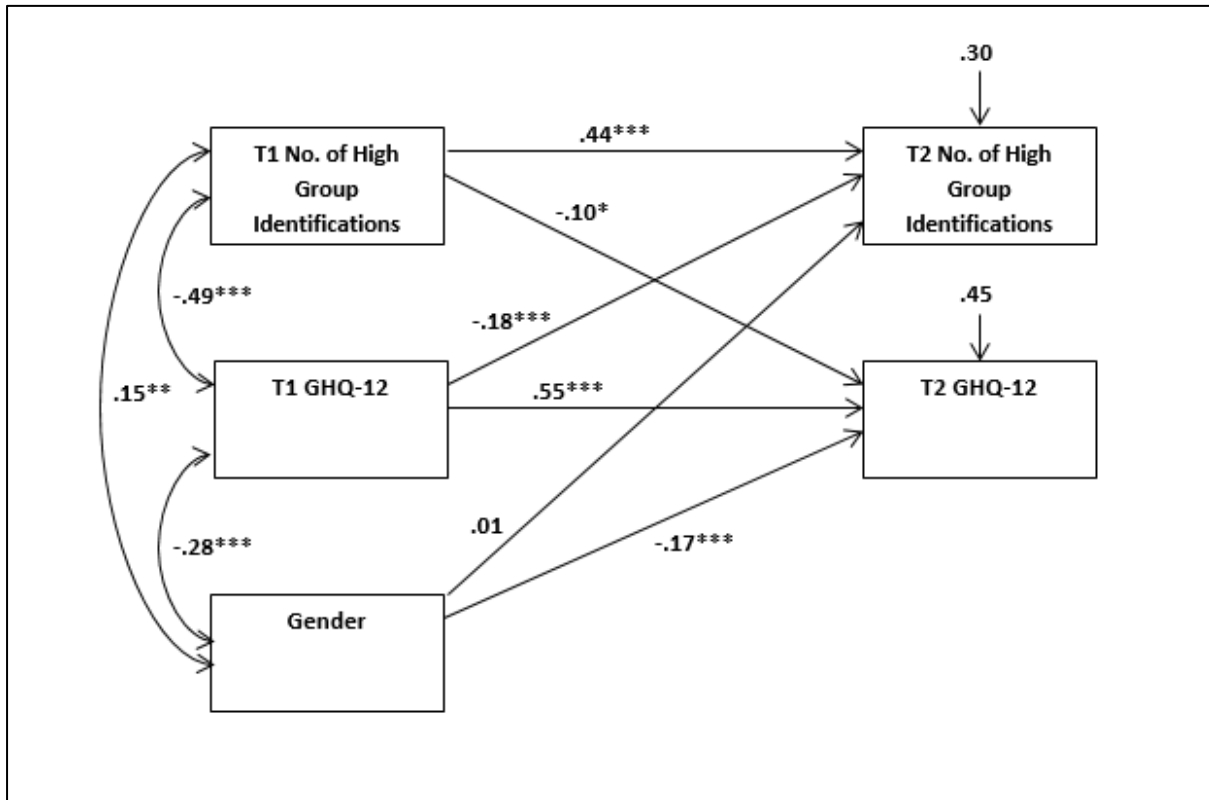 .30
T1 No. of High
Group
Identifications
.44***
T2 No. of High
Group
Identifications
-.10*
-.49***
-.18***
.45
.15**
T1 GHQ-12
.55***
T2 GHQ-12
-.28***
.01
-.17***
Gender